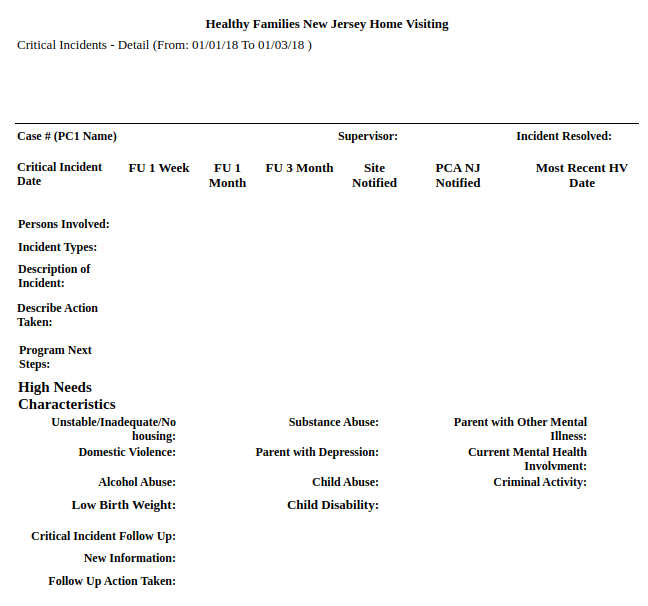 Healthy Families New Jersey Home Visiting
Critical Incidents - Detail (From: 01/01/18 To 01/03/18 )
Case # (PC1 Name) Supervisor: Incident Resolved:
Critical Incident FU 1 Week FU 1 FU 3 Month Site PCA NJ Most Recent HV
Date Month Notified Notified Date
Persons Involved:
Incident Types:
Description of
Incident:
Describe Action
Taken:
Program Next
Steps:
High Needs
Characteristics
Unstable/Inadequate/No Substance Abuse: Parent with Other Mental
housing: Illness:
Domestic Violence: Parent with Depression: Current Mental Health
Involvment:
Alcohol Abuse: Child Abuse: Criminal Activity:
Low Birth Weight: Child Disability:
Critical Incident Follow Up:
New Information:
Follow Up Action Taken: